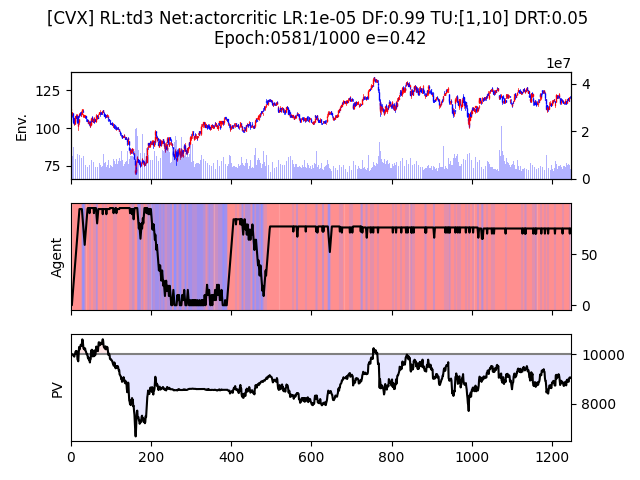 [CVX] RL:td3 Net:actorcritic LR:1e-05 DF:0.99 TU:[1,10] DRT:0.05
Epoch:0581/1000 e=0.42
1e7
125
100
75
Env.
4
2
0
Agent
50
0
PV
10000
8000
0
200
400
600
800
1000
1200